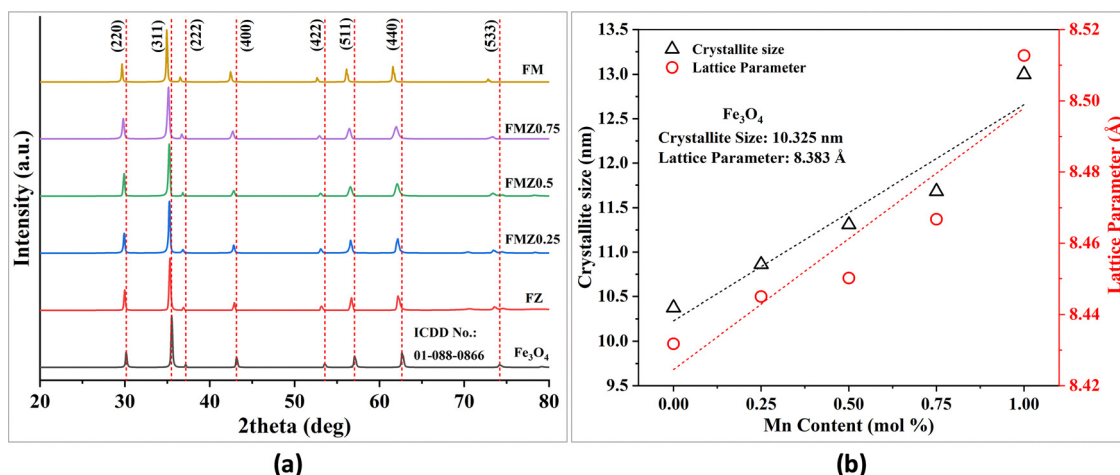 (220)
(311)
(222)
(400)
(422)
(511)
(440)
(533)
FM
FMZ0.75
FMZ0.5
FMZ0.25
FZ
ICDD No.:
01-088-0866
Fe₃O₄
Intensity (a.u.)
20 30 40 50 60 70 80
2theta (deg)
(a)
Crystallite size
Lattice Parameter
Fe₃O₄
Crystallite Size: 10.325 nm
Lattice Parameter: 8.383 Å
13.5
13.0
12.5
12.0
11.5
11.0
10.5
10.0
9.5
Crystallite size (nm)
8.52
8.50
8.48
8.46
8.44
8.42
Lattice Parameter (Å)
0.00 0.25 0.50 0.75 1.00
Mn Content (mol %)
(b)